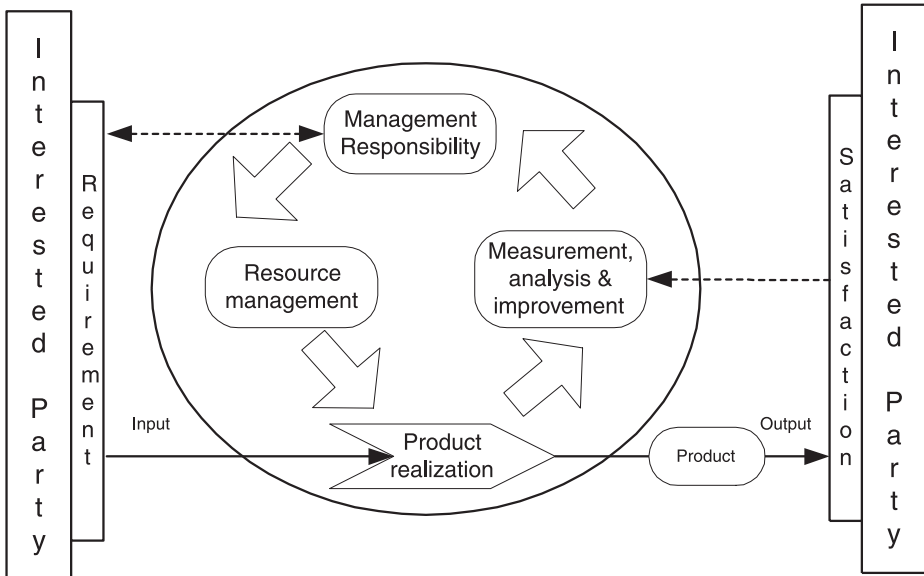 Interested Party
Requirement
Management
Responsibility
Resource
management
Measurement,
analysis &
improvement
Input
Product
realization
Product
Output
Satisfaction
Interested Party